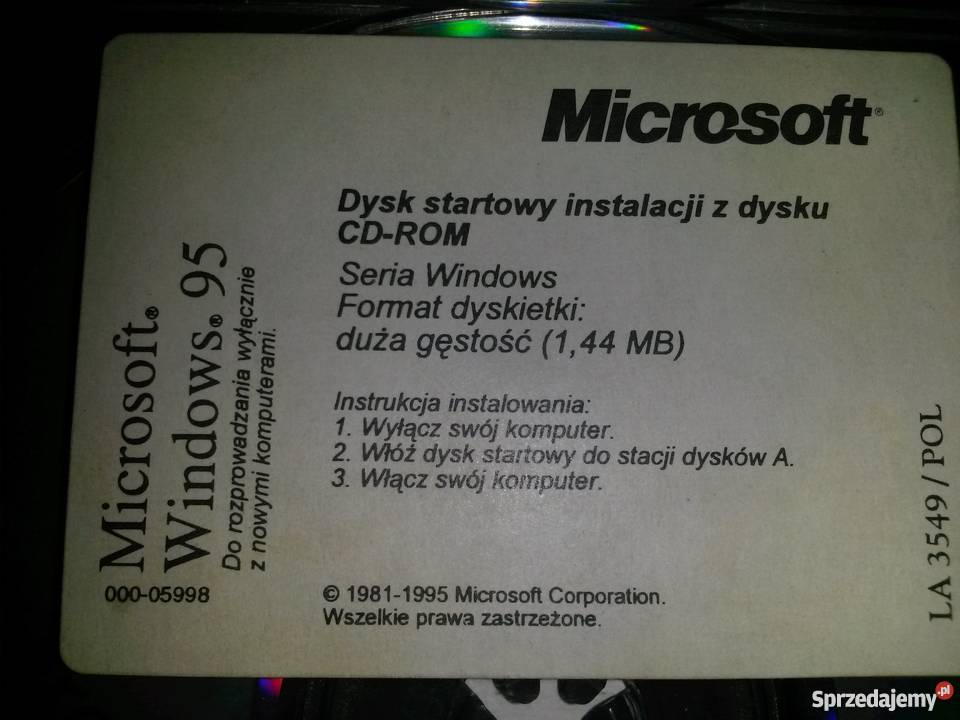 Microsoft®
Dysk startowy instalacji z dysku
CD-ROM
Seria Windows
Format dyskietki:
duża gęstość (1,44 MB)
Instrukcja instalowania:
1. Wyłącz swój komputer.
2. Włóż dysk startowy do stacji dysków A.
3. Włącz swój komputer.
© 1981-1995 Microsoft Corporation.
Wszelkie prawa zastrzeżone.
Microsoft®
Windows® 95
Do rozprowadzania wyłącznie
z nowymi komputerami.
000-05998
LA 3549 / POL
Sprzedajemy.pl